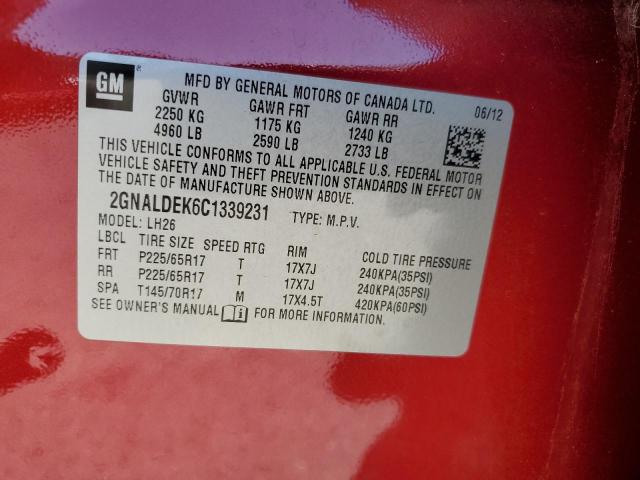 GM ®
MFD BY GENERAL MOTORS OF CANADA LTD.
GVWR GAWR FRT GAWR RR 06/12
2250 KG 1175 KG 1240 KG
4960 LB 2590 LB 2733 LB
THIS VEHICLE CONFORMS TO ALL APPLICABLE U.S. FEDERAL MOTOR
VEHICLE SAFETY AND THEFT PREVENTION STANDARDS IN EFFECT ON
THE DATE OF MANUFACTURE SHOWN ABOVE.
2GNALDEK6C1339231 TYPE: M.P.V.
MODEL: LH26
LBCL TIRE SIZE SPEED RTG RIM COLD TIRE PRESSURE
FRT P225/65R17 T 17X7J 240KPA(35PSI)
RR P225/65R17 T 17X7J 240KPA(35PSI)
SPA T145/70R17 M 17X4.5T 420KPA(60PSI)
SEE OWNER'S MANUAL i FOR MORE INFORMATION.